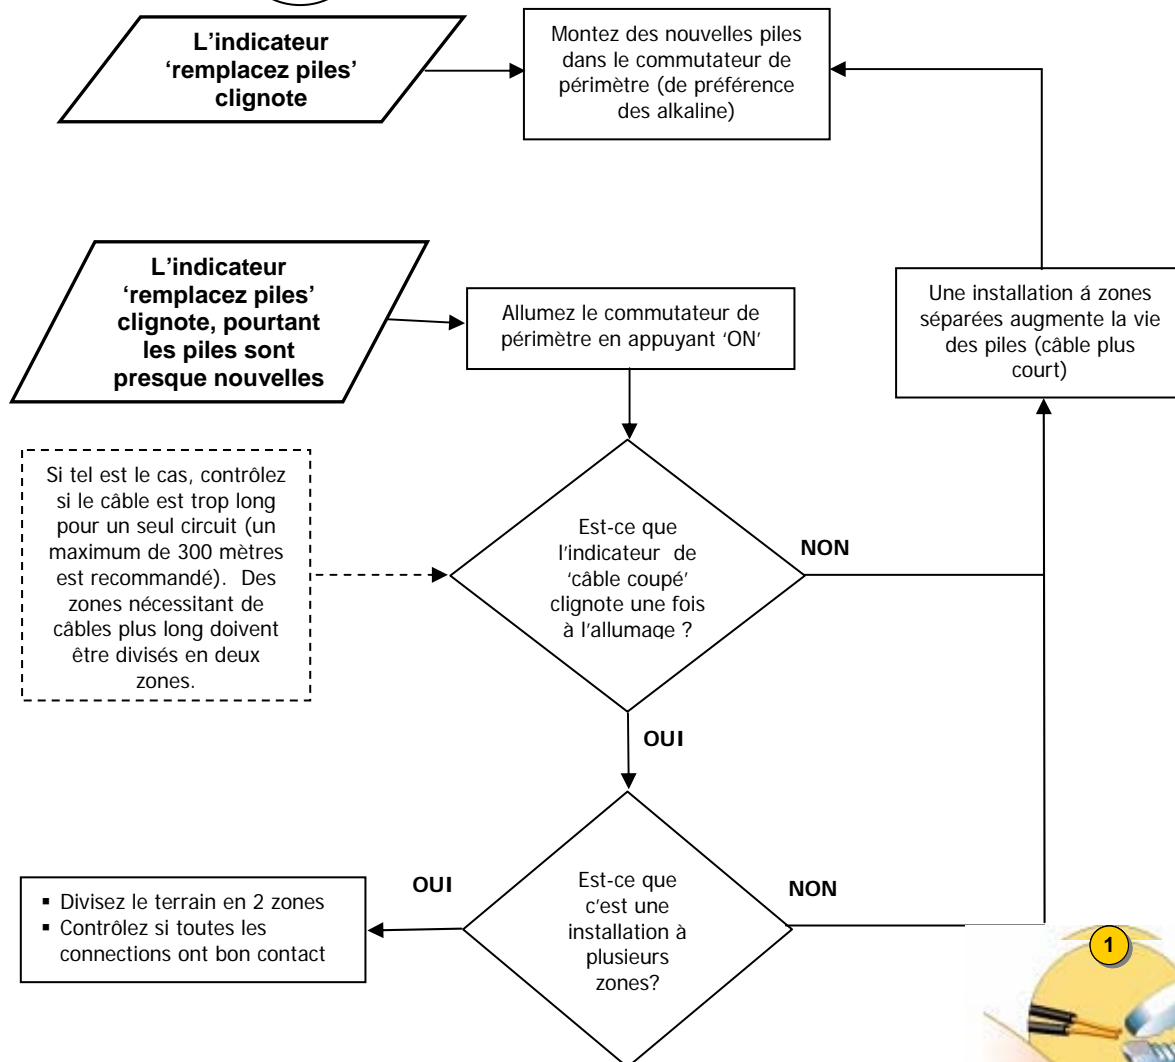 L'indicateur
‘remplacez piles’
clignote
Montez des nouvelles piles
dans le commutateur de
périmètre (de préférence
des alkaline)
L'indicateur
‘remplacez piles’
clignote, pourtant
les piles sont
presque nouvelles
Allumez le commutateur de
périmètre en appuyant ‘ON’
Une installation á zones
séparées augmente la vie
des piles (câble plus
court)
Si tel est le cas, contrôlez
si le câble est trop long
pour un seul circuit (un
maximum de 300 mètres
est recommandé). Des
zones nécessitant de
câbles plus long doivent
être divisés en deux
zones.
Est-ce que
l'indicateur de
‘câble coupé’
clignote une fois
à l'allumage ?
NON
OUI
Est-ce que
c'est une
installation à
plusieurs
zones?
OUI
NON
▪ Divisez le terrain en 2 zones
▪ Contrôlez si toutes les
connections ont bon contact
1